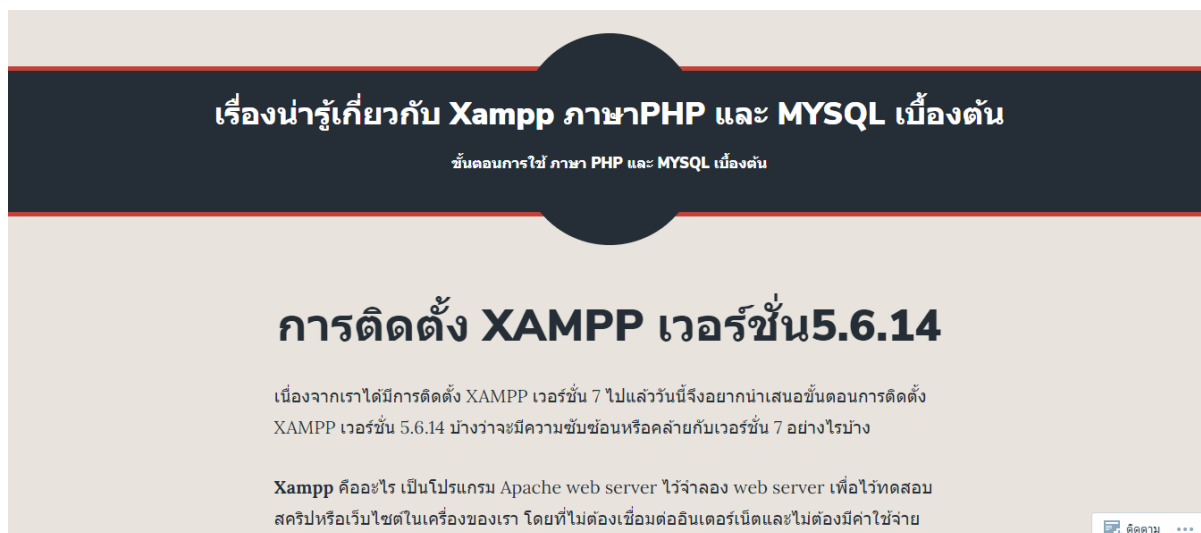 เรื่องน่ารู้เกี่ยวกับ Xampp ภาษาPHP และ MYSQL เบื้องต้น
ขั้นตอนการใช้ ภาษา PHP และ MYSQL เบื้องต้น
การติดตั้ง XAMPP เวอร์ชั่น5.6.14
เนื่องจากเราได้มีการติดตั้ง XAMPP เวอร์ชั่น 7 ไปแล้ววันนี้จึงอยากนำเสนอขั้นตอนการติดตั้ง
XAMPP เวอร์ชั่น 5.6.14 บ้างว่าจะมีความซับซ้อนหรือคล้ายกับเวอร์ชั่น 7 อย่างไรบ้าง
Xampp คืออะไร เป็นโปรแกรม Apache web server ไว้จำลอง web server เพื่อไว้ทดสอบ
สคริปหรือเว็บไซต์ในเครื่องของเรา โดยที่ไม่ต้องเชื่อมต่ออินเตอร์เน็ตและไม่ต้องมีค่าใช้จ่าย
ติดตาม